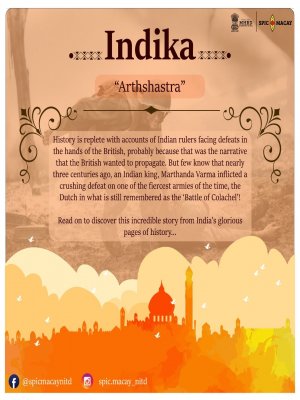 SPIC MACAY
Indika
“Arthshastra”
History is replete with accounts of Indian rulers facing defeats in
the hands of the British, probably because that was the narrative
that the British wanted to propagate. But few know that nearly
three centuries ago, an Indian king, Marthanda Varma inflicted a
crushing defeat on one of the fiercest armies of the time, the
Dutch in what is still remembered as the 'Battle of Colachel'!
Read on to discover this incredible story from India's glorious
pages of history...
@spicmacaynitd spic.macay_nitd